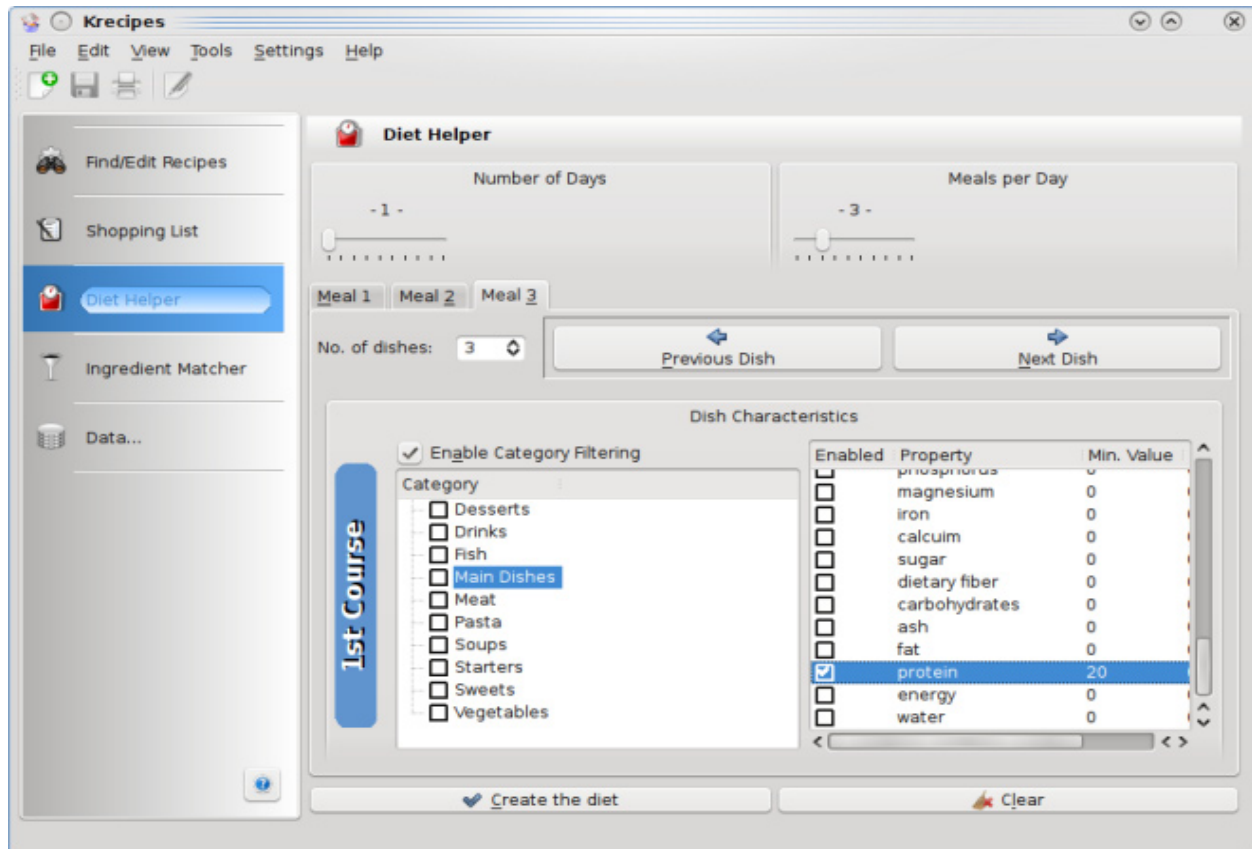 Krecipes
File Edit View Tools Settings Help
Find/Edit Recipes
Shopping List
Diet Helper
Ingredient Matcher
Data...
Diet Helper
Number of Days
- 1 -
Meals per Day
- 3 -
Meal 1 Meal 2 Meal 3
No. of dishes: 3
Previous Dish
Next Dish
Dish Characteristics
1st Course
Enable Category Filtering
Category
Desserts
Drinks
Fish
Main Dishes
Meat
Pasta
Soups
Starters
Sweets
Vegetables
Enabled Property Min. Value
phosphorus 0
magnesium 0
iron 0
calcuim 0
sugar 0
dietary fiber 0
carbohydrates 0
ash 0
fat 0
protein 20
energy 0
water 0
Create the diet
Clear